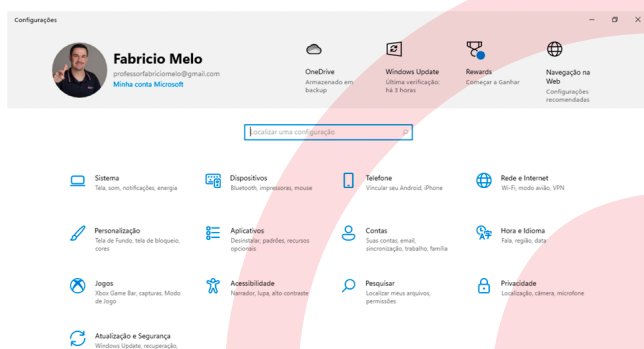 Configurações
Fabricio Melo
professorfabriciomelo@gmail.com
Minha conta Microsoft
OneDrive
Armazenado em
backup
Windows Update
Última verificação:
há 3 horas
Rewards
Começar a Ganhar
Navegação na
Web
Configurações
recomendadas
Localizar uma configuração
Sistema
Tela, som, notificações, energia
Dispositivos
Bluetooth, impressoras, mouse
Telefone
Vincular seu Android, iPhone
Rede e Internet
Wi-Fi, modo avião, VPN
Personalização
Tela de Fundo, tela de bloqueio,
cores
Aplicativos
Desinstalar, padrões, recursos
opcionais
Contas
Suas contas, email,
sincronização, trabalho, família
Hora e Idioma
Fala, região, data
Jogos
Xbox Game Bar, capturas, Modo
de Jogo
Acessibilidade
Narrador, lupa, alto contraste
Pesquisar
Localizar meus arquivos,
permissões
Privacidade
Localização, câmera, microfone
Atualização e Segurança
Windows Update, recuperação,